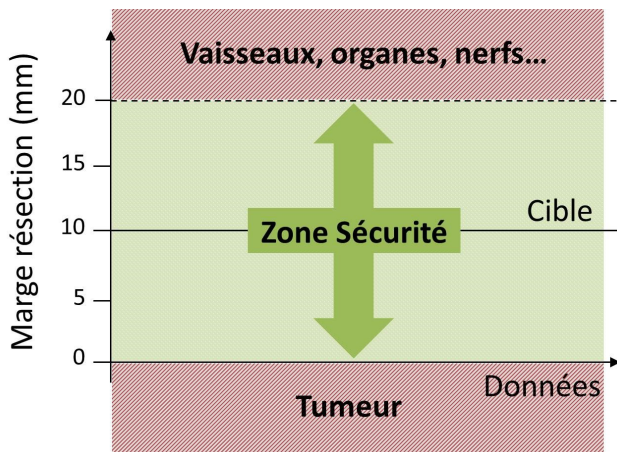 Vaisseaux, organes, nerfs...
Marge résection (mm)
20
15
Cible
10
Zone Sécurité
5
0
Données
Tumeur